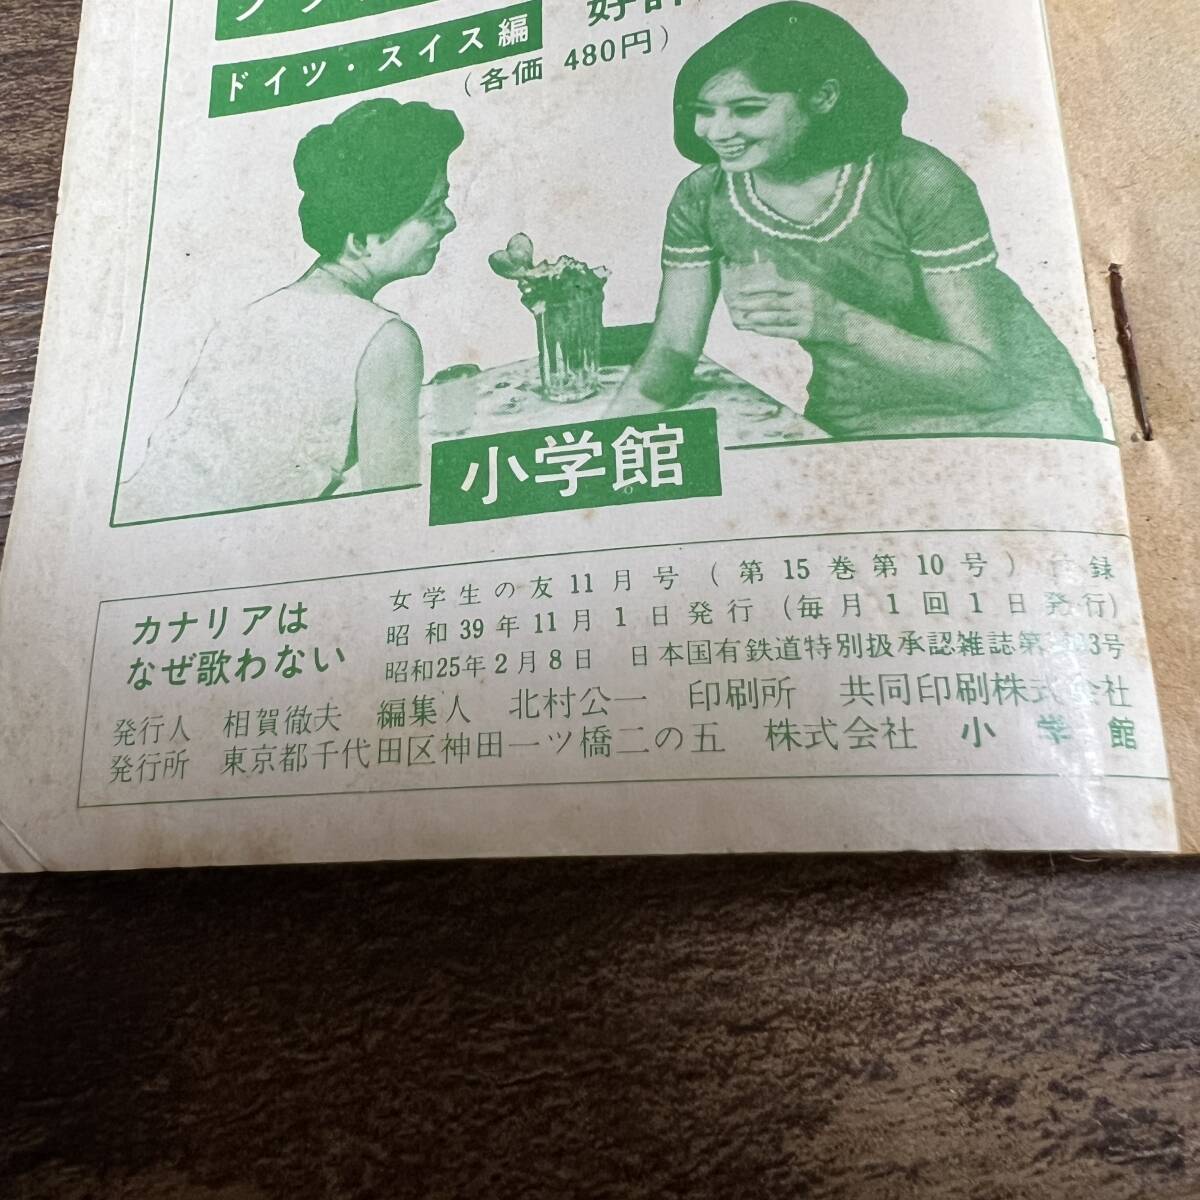 ドイツ・スイス編
(各価 480円)
小学館
カナリアは
なぜ歌わない
女学生の友11月号(第15巻第10号)付録
昭和39年11月1日発行(毎月1回1日発行)
昭和25年2月8日 日本国有鉄道特別扱承認雑誌第 3号
発行人 相賀徹夫 編集人 北村公一 印刷所 共同印刷株式会社
発行所 東京都千代田区神田一ツ橋二の五 株式会社 小学館